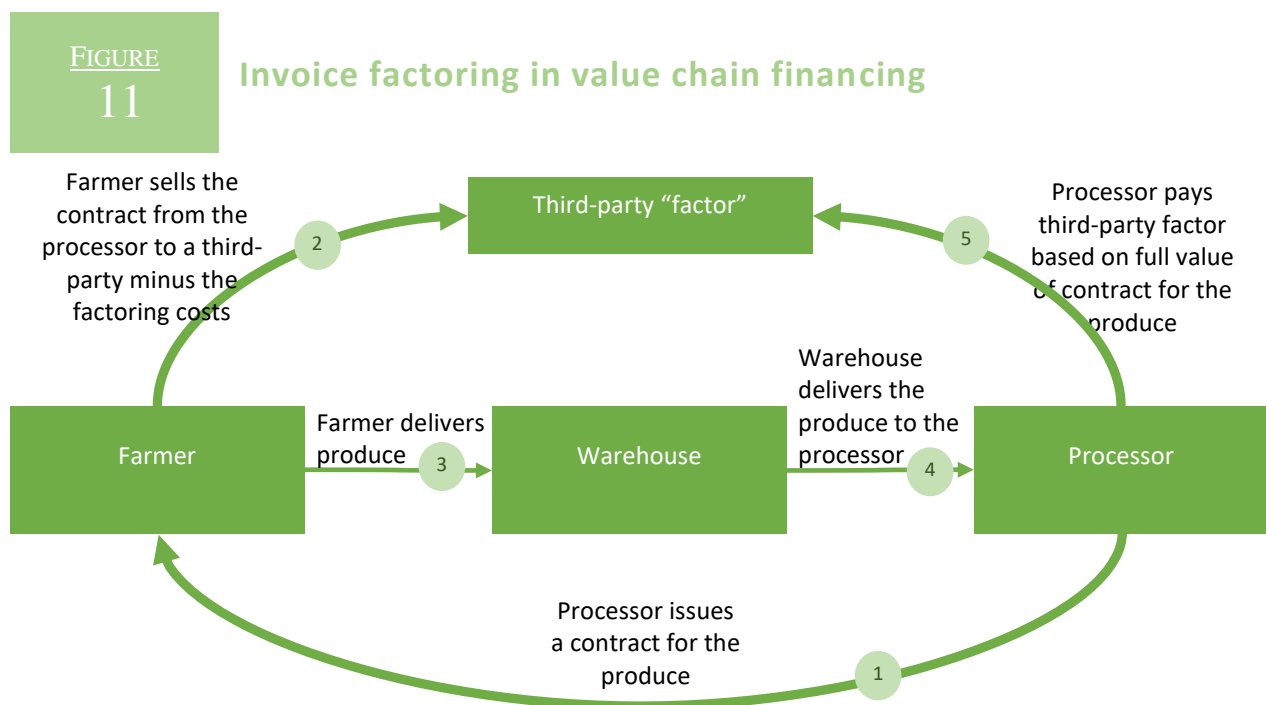 FIGURE
11
Invoice factoring in value chain financing
Farmer sells the
contract from the
processor to a third-
party minus the
factoring costs
2
Third-party “factor”
5
Processor pays
third-party factor
based on full value
of contract for the
produce
Farmer
Farmer delivers
produce
3
Warehouse
Warehouse
delivers the
produce to the
processor
4
Processor
Processor issues
a contract for the
produce
1